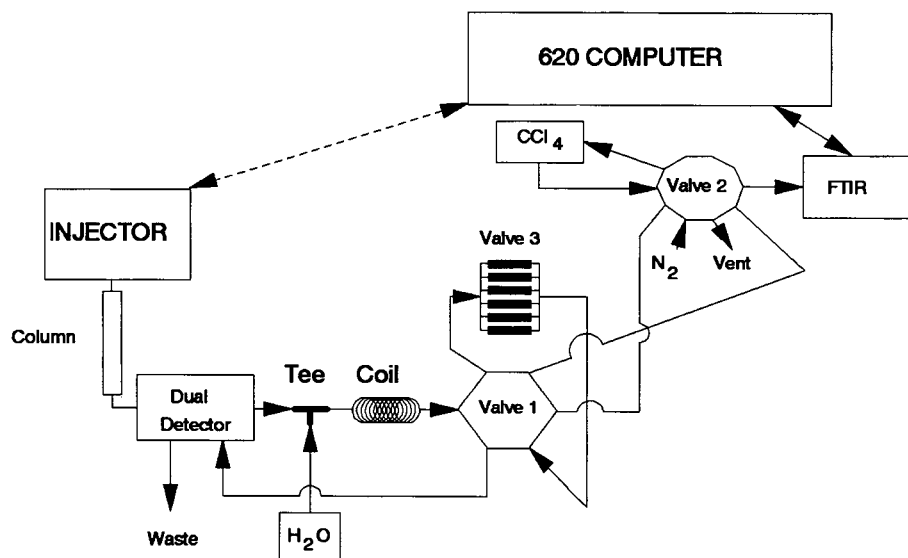 620 COMPUTER
CCl4
Valve 2
FTIR
INJECTOR
Valve 3
N2
Vent
Column
Tee
Coil
Dual
Detector
Valve 1
Waste
H2O